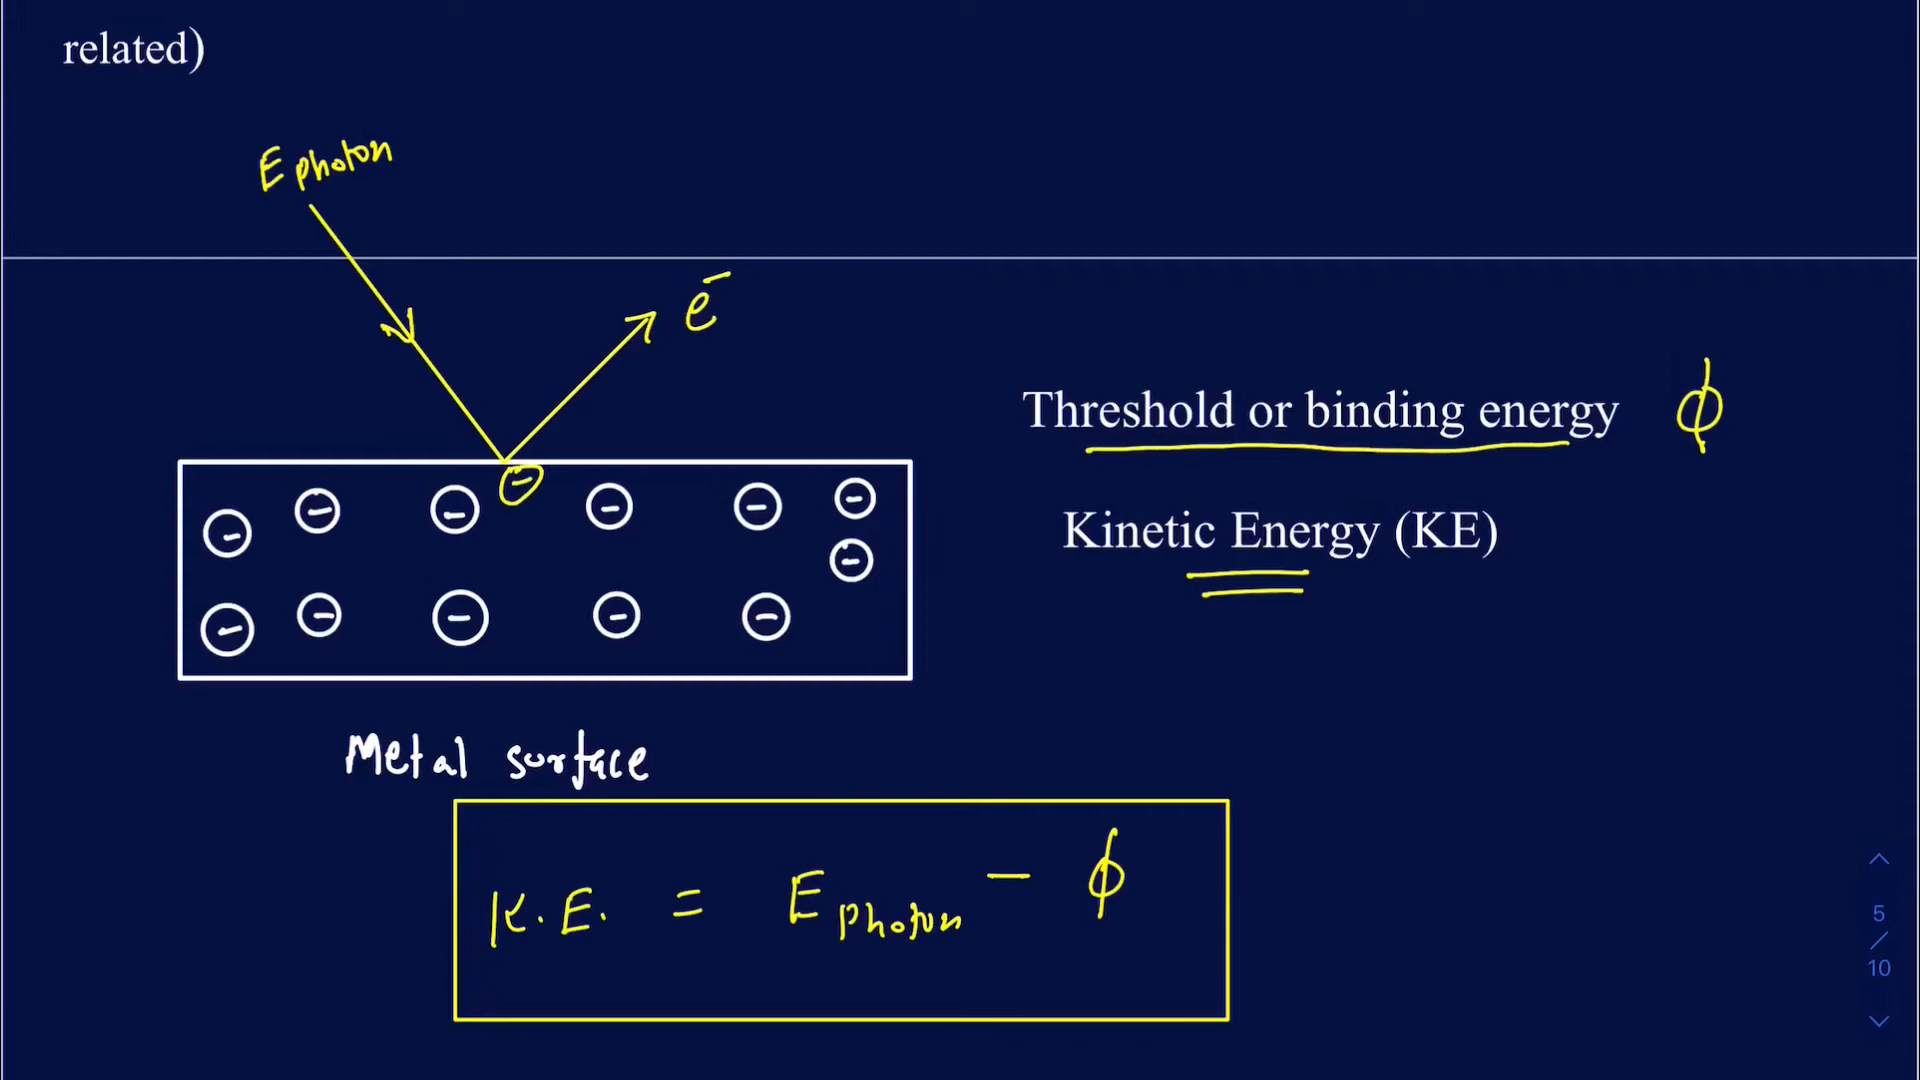 related)
E photon
e⁻
Threshold or binding energy ϕ
Kinetic Energy (KE)
Metal surface
K.E. = E photon - ϕ
5
/
10